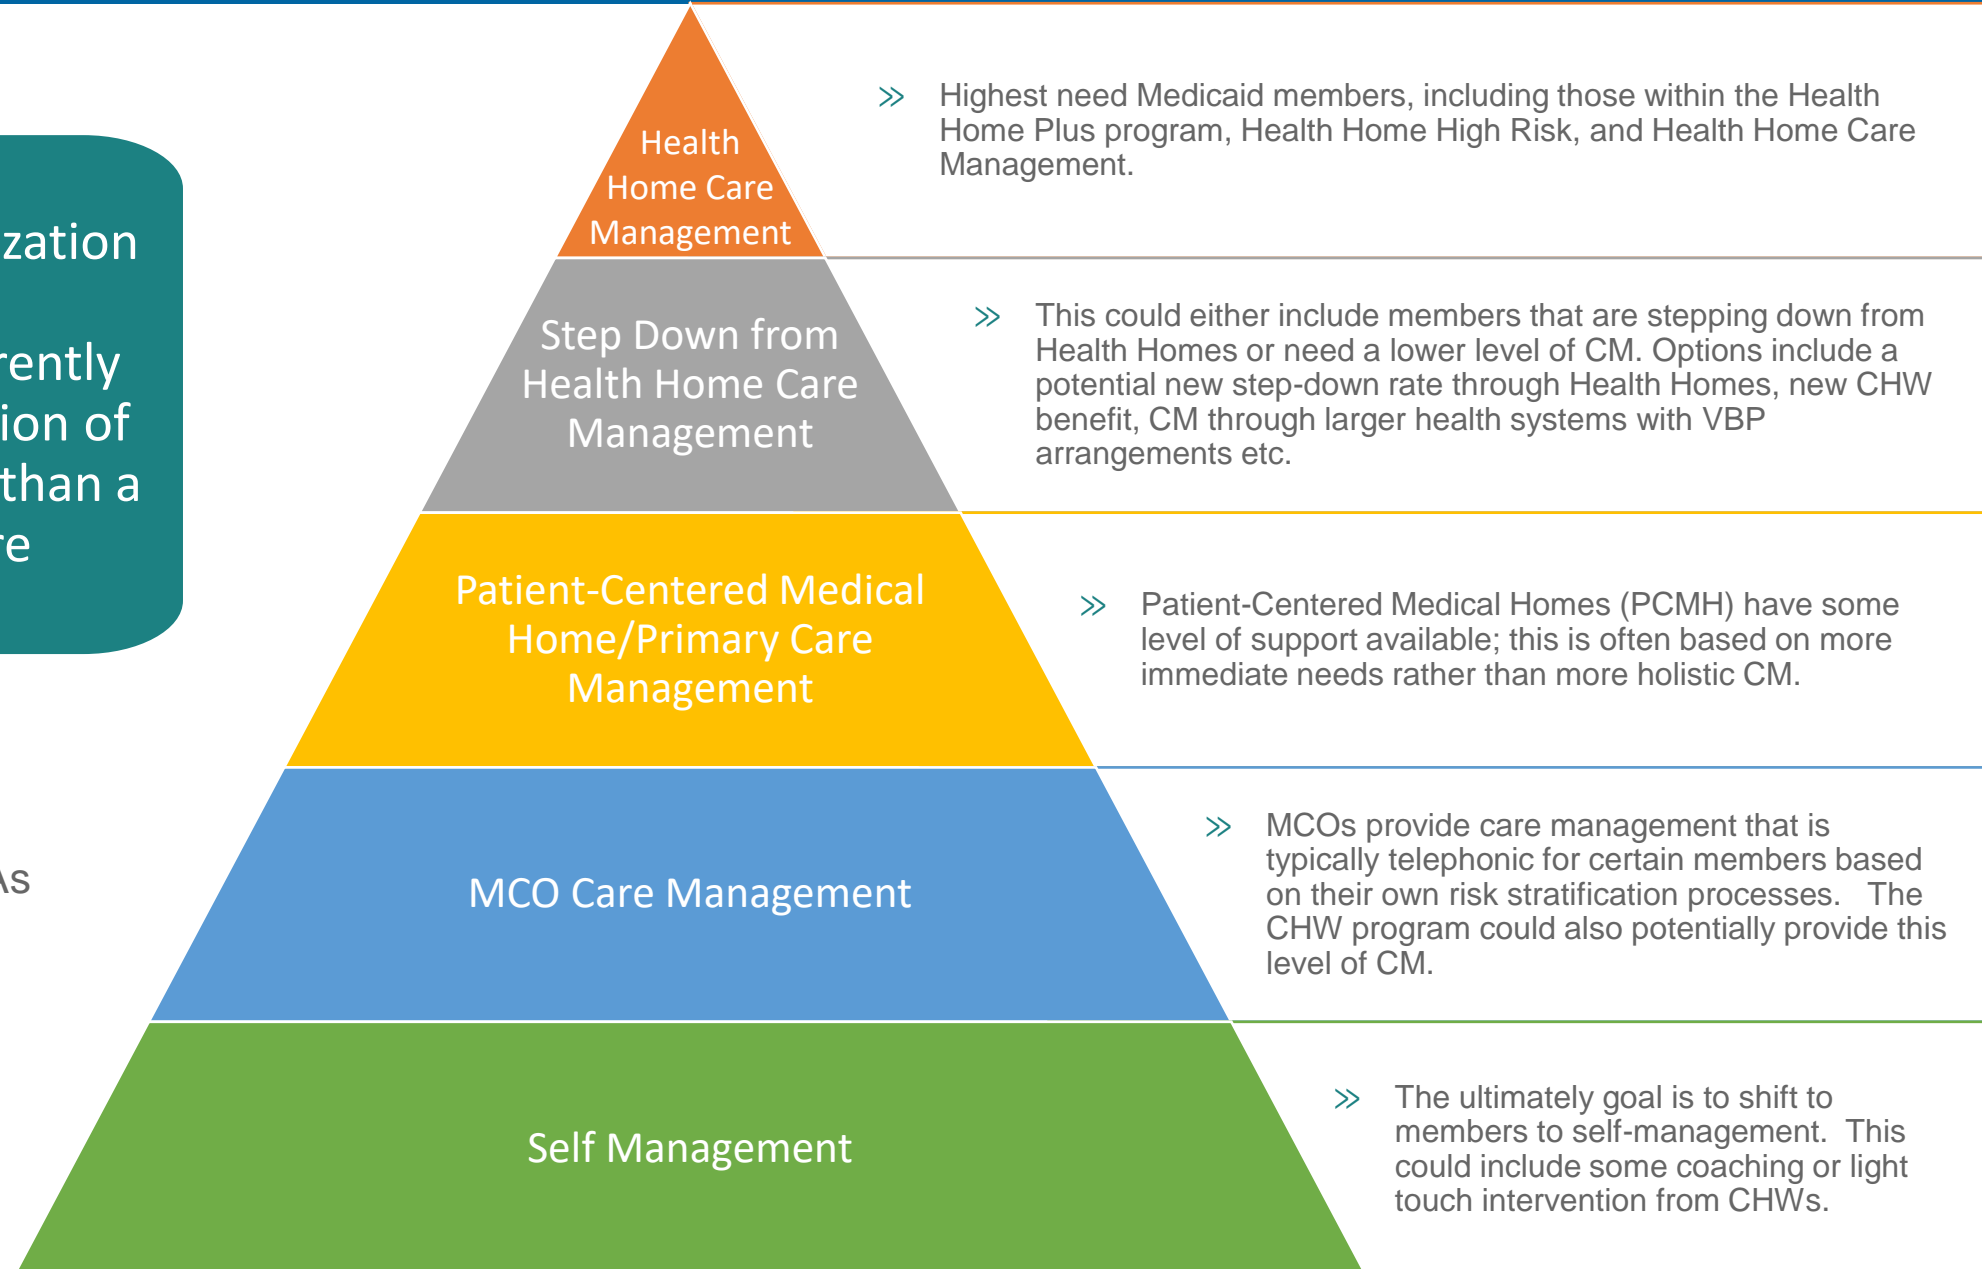 Health
Home Care
Management
» Highest need Medicaid members, including those within the Health
Home Plus program, Health Home High Risk, and Health Home Care
Management.
zation
rently
ion of
than a
re
Step Down from
Health Home Care
Management
» This could either include members that are stepping down from
Health Homes or need a lower level of CM. Options include a
potential new step-down rate through Health Homes, new CHW
benefit, CM through larger health systems with VBP
arrangements etc.
Patient-Centered Medical
Home/Primary Care
Management
» Patient-Centered Medical Homes (PCMH) have some
level of support available; this is often based on more
immediate needs rather than more holistic CM.
As
MCO Care Management
» MCOs provide care management that is
typically telephonic for certain members based
on their own risk stratification processes.   The
CHW program could also potentially provide this
level of CM.
Self Management
» The ultimately goal is to shift to
members to self-management.  This
could include some coaching or light
touch intervention from CHWs.